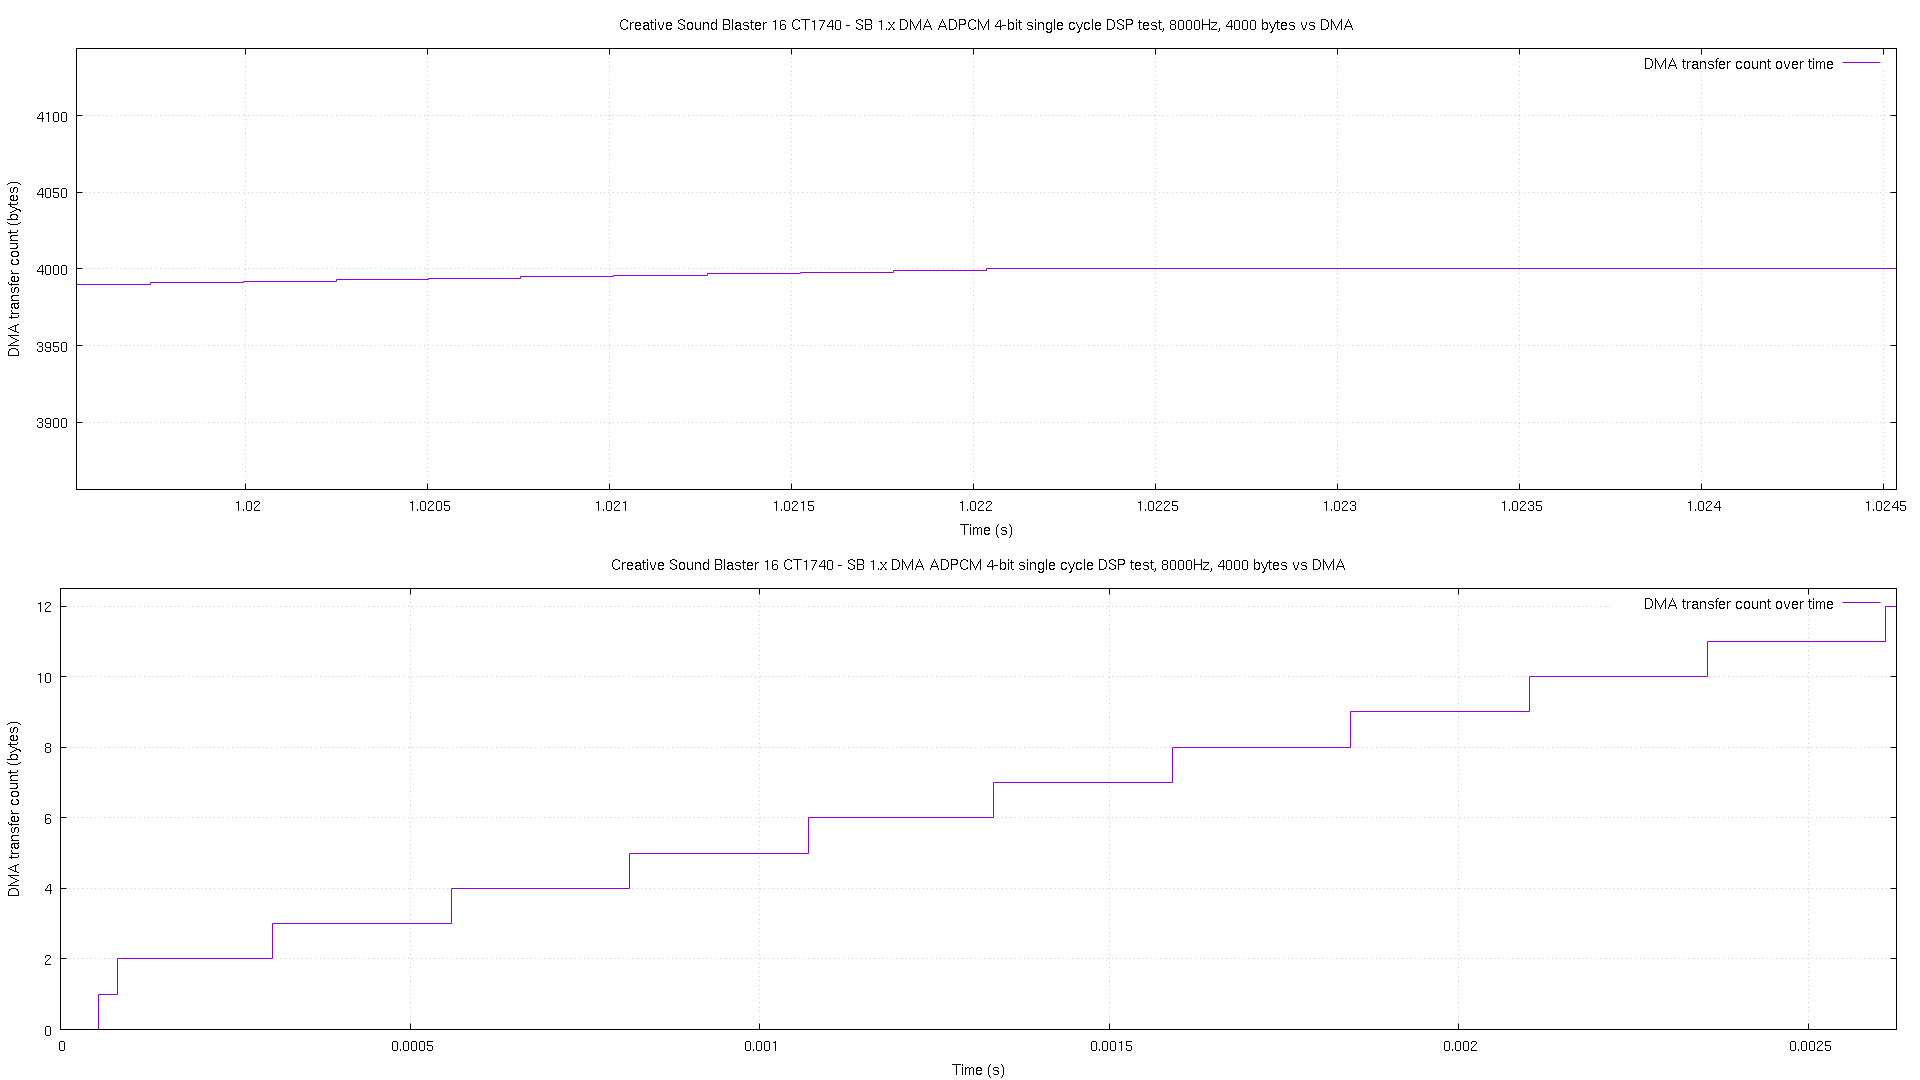 Creative Sound Blaster 16 CT1740 - SB 1.x DMA ADPCM 4-bit single cycle DSP test, 8000Hz, 4000 bytes vs DMA
DMA transfer count over time
DMA transfer count (bytes)
4100
4050
4000
3950
3900
1.02 1.0205 1.021 1.0215 1.022 1.0225 1.023 1.0235 1.024 1.0245
Time (s)
Creative Sound Blaster 16 CT1740 - SB 1.x DMA ADPCM 4-bit single cycle DSP test, 8000Hz, 4000 bytes vs DMA
DMA transfer count over time
DMA transfer count (bytes)
12
10
8
6
4
2
0
0 0.0005 0.001 0.0015 0.002 0.0025
Time (s)